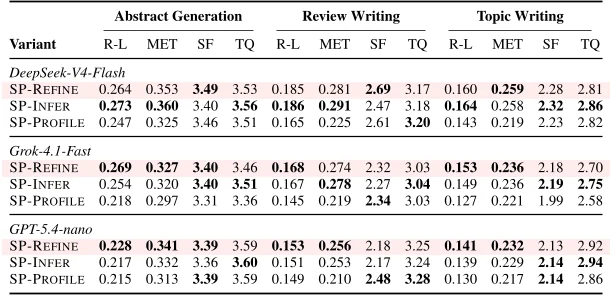 Abstract Generation Review Writing Topic Writing
Variant R-L MET SF TQ R-L MET SF TQ R-L MET SF TQ
DeepSeek-V4-Flash
SP-REFINE 0.264 0.353 3.49 3.53 0.185 0.281 2.69 3.17 0.160 0.259 2.28 2.81
SP-INFER 0.273 0.360 3.40 3.56 0.186 0.291 2.47 3.18 0.164 0.258 2.32 2.86
SP-PROFILE 0.247 0.325 3.46 3.51 0.165 0.225 2.61 3.20 0.143 0.219 2.23 2.82
Grok-4.1-Fast
SP-REFINE 0.269 0.327 3.40 3.46 0.168 0.274 2.32 3.03 0.153 0.236 2.18 2.70
SP-INFER 0.254 0.320 3.40 3.51 0.167 0.278 2.27 3.04 0.149 0.236 2.19 2.75
SP-PROFILE 0.218 0.297 3.31 3.36 0.145 0.219 2.34 3.03 0.127 0.221 1.99 2.58
GPT-5.4-nano
SP-REFINE 0.228 0.341 3.39 3.59 0.153 0.256 2.18 3.25 0.141 0.232 2.13 2.92
SP-INFER 0.217 0.332 3.36 3.60 0.151 0.253 2.17 3.24 0.139 0.229 2.14 2.94
SP-PROFILE 0.215 0.313 3.39 3.59 0.149 0.210 2.48 3.28 0.130 0.217 2.14 2.86